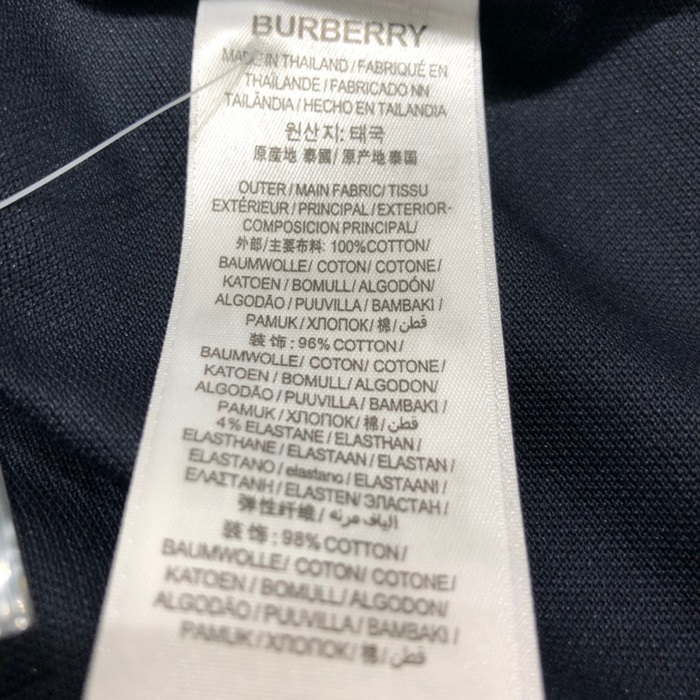 BURBERRY
MADE IN THAILAND / FABRIQUÉ EN
THAÏLANDE / FABRICADO NN
TAILÂNDIA / HECHO EN TAILANDIA
원산지: 태국
原産地 泰國/ 原产地泰国
OUTER / MAIN FABRIC/ TISSU
EXTÉRIEUR / PRINCIPAL / EXTERIOR-
COMPOSICION PRINCIPAL/
外部/主要布料: 100%COTTON/
BAUMWOLLE/ COTON/ COTONE/
KATOEN / BOMULL/ ALGODÓN/
ALGODÃO / PUUVILLA / BAMBAKI /
PAMUK / ХЛОПОК/ 棉/ قطن
装饰: 96% COTTON /
BAUMWOLLE/ COTON/ COTONE/
KATOEN / BOMULL/ ALGODON/
ALGODÃO / PUUVILLA / BAMBAKI /
PAMUK / ХЛОПОК/ 棉/ قطن
4% ELASTANE / ELASTHAN /
ELASTHANE / ELASTAAN / ELASTAN /
ELASTANO / elastano / ELASTAANI /
ΕΛΑΣΤΑΝΗ / ELASTEN/ ЭЛАСТАН /
弹性纤维/ الياف مرنه /
装饰: 98% COTTON/
BAUMWOLLE/ COTON/ COTONE/
KATOEN / BOMULL/ ALGODON/
ALGODÃO / PUUVILLA / BAMBAKI /
PAMUK / ХЛОПОК / 棉/ قطن